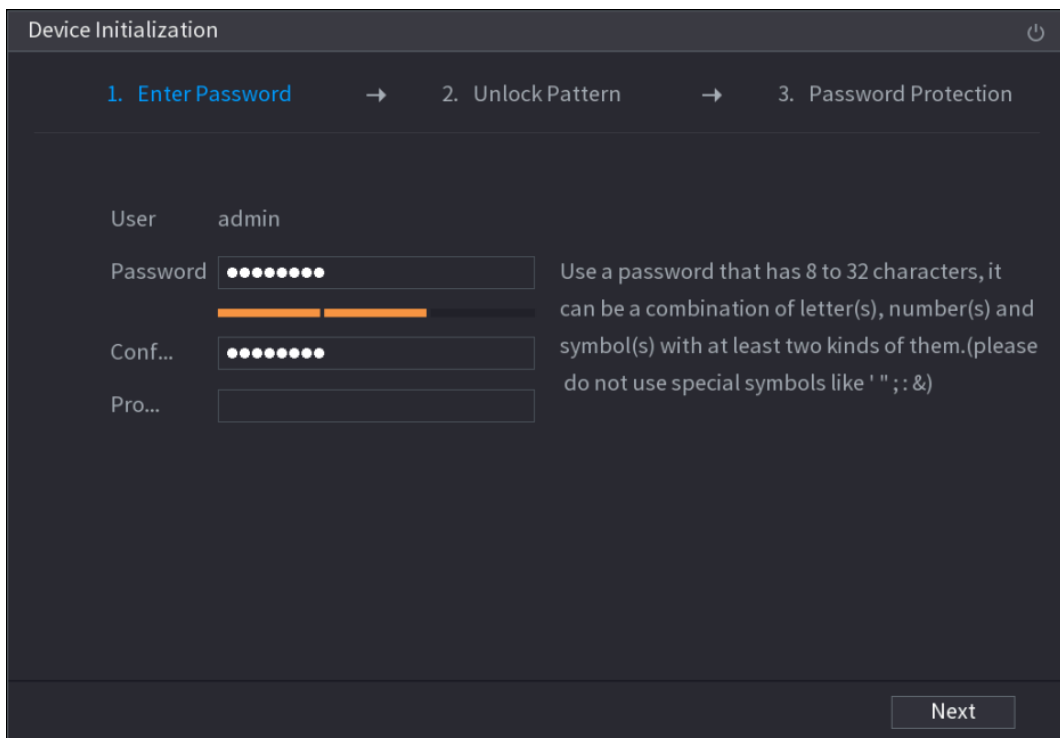 Device Initialization
1. Enter Password → 2. Unlock Pattern → 3. Password Protection
User admin
Password ●●●●●●●● Use a password that has 8 to 32 characters, it
can be a combination of letter(s), number(s) and
Conf... ●●●●●●●● symbol(s) with at least two kinds of them.(please
do not use special symbols like ' " ; : &)
Pro...
Next